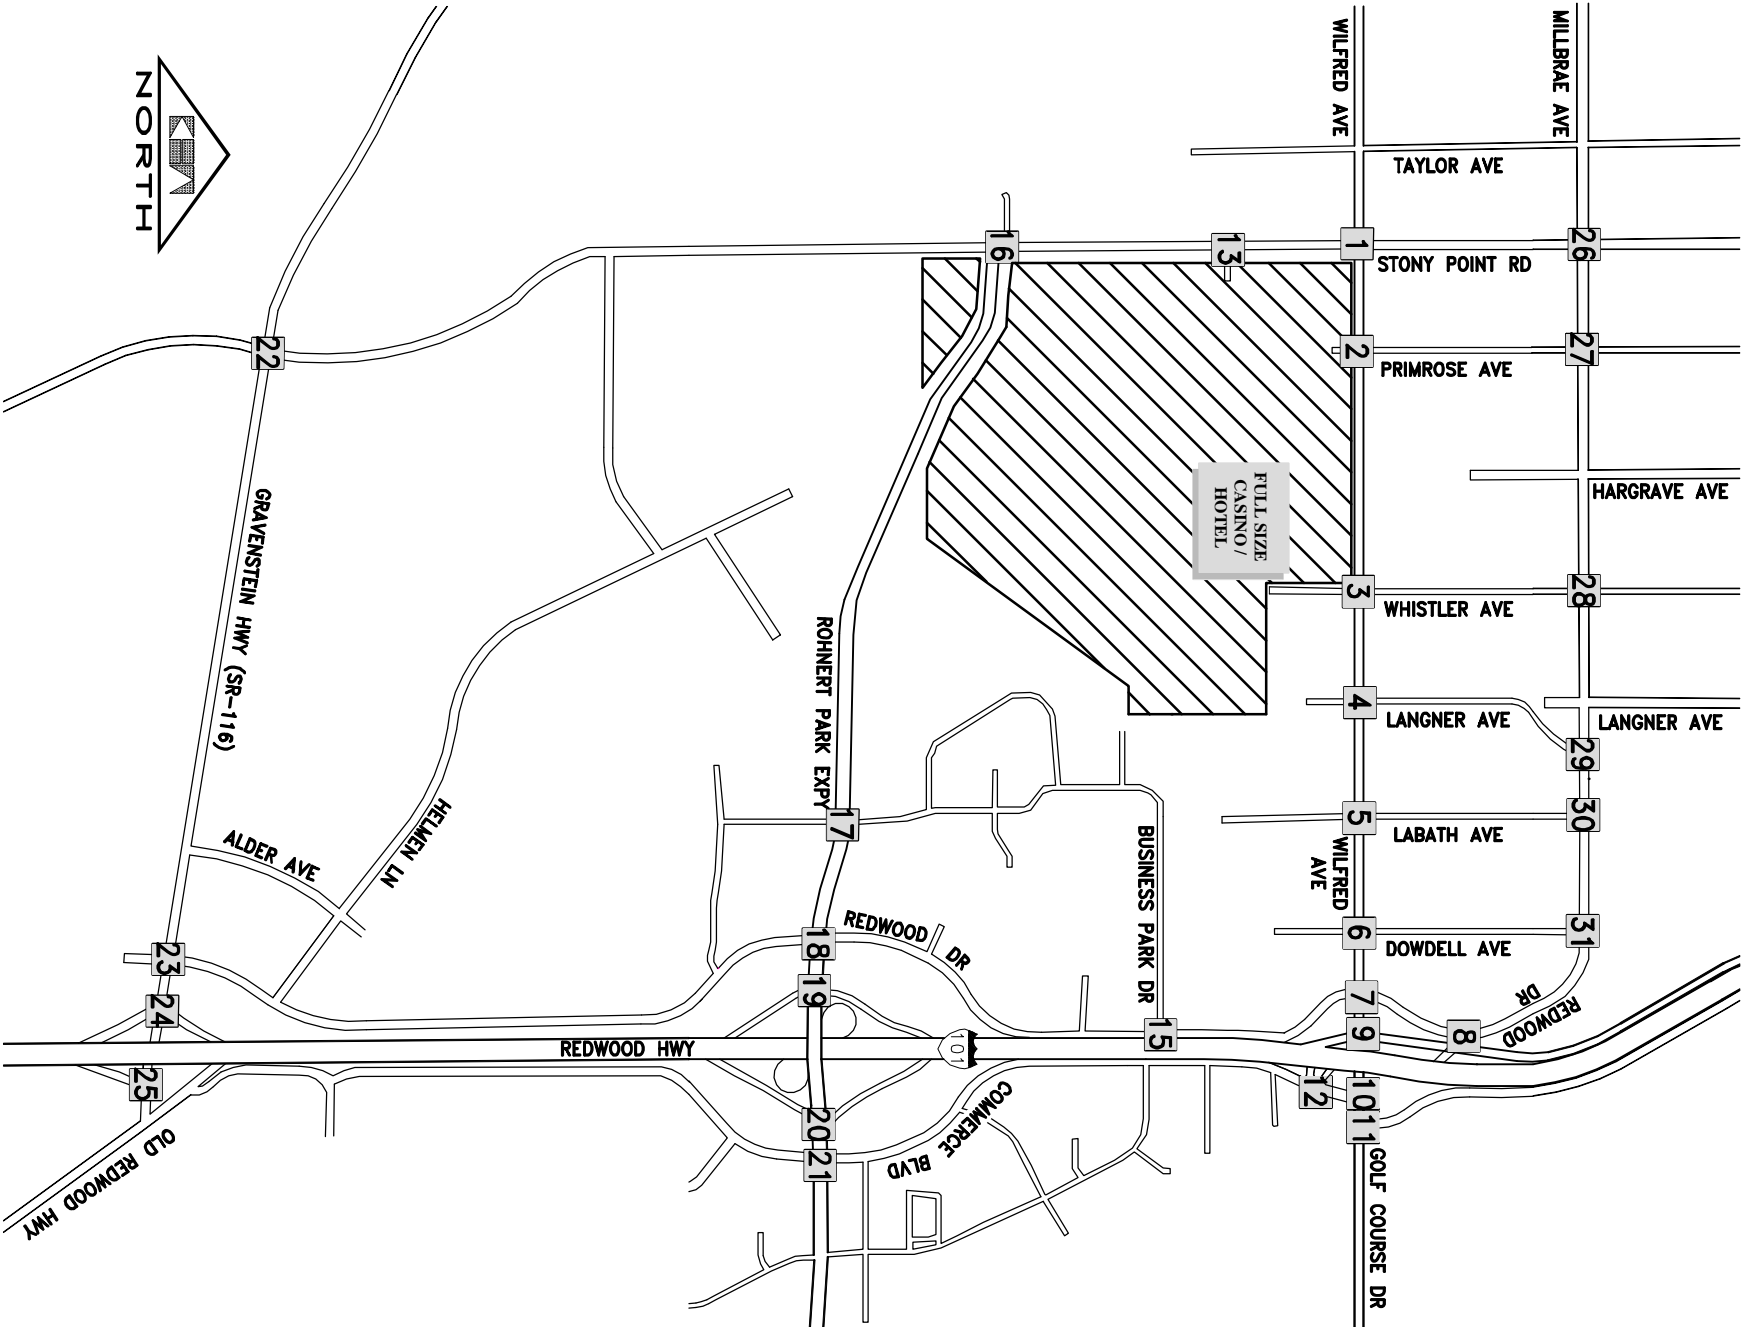 WILFRED AVE
MILLBRAE AVE
TAYLOR AVE
NORTH
16
13
1
STONY POINT RD
26
22
2
PRIMROSE AVE
27
HARGRAVE AVE
FULL SIZE
CASINO /
HOTEL
GRAVENSTEIN HWY (SR-116)
3
WHISTLER AVE
28
ROHNERT PARK EXPY
4
LANGNER AVE
LANGNER AVE
29
HELMEN LN
ALDER AVE
17
BUSINESS PARK DR
5
LABATH AVE
30
WILFRED
AVE
REDWOOD DR
18
6
DOWDELL AVE
31
23
24
19
7
REDWOOD
DR
REDWOOD HWY
101
15
9
8
25
12
10
11
COMMERCE BLVD
20
21
OLD REDWOOD HWY
GOLF COURSE DR